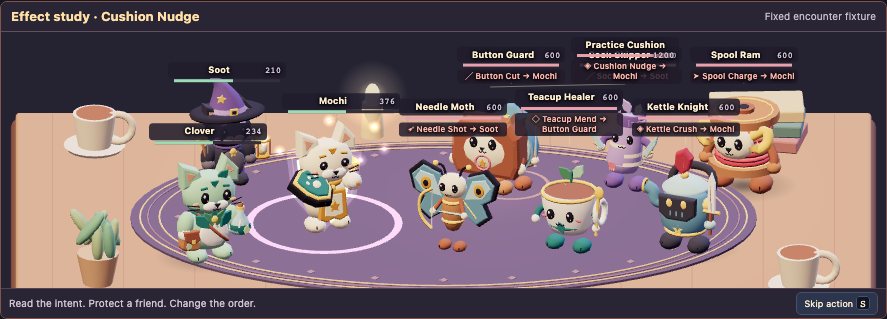 Effect study · Cushion Nudge
Fixed encounter fixture
Practice Cushion
Button Guard 600
600
Spool Ram 600
Soot 210
◈ Cushion Nudge →
Mochi
⟋ Button Cut → Mochi
➤ Spool Charge → Mochi
Mochi 376
Teacup Healer 600
Needle Moth 600
Kettle Knight 600
◇ Teacup Mend →
Button Guard
Clover 234
Needle Shot → Soot
◈ Kettle Crush → Mochi
Read the intent. Protect a friend. Change the order.
Skip action S